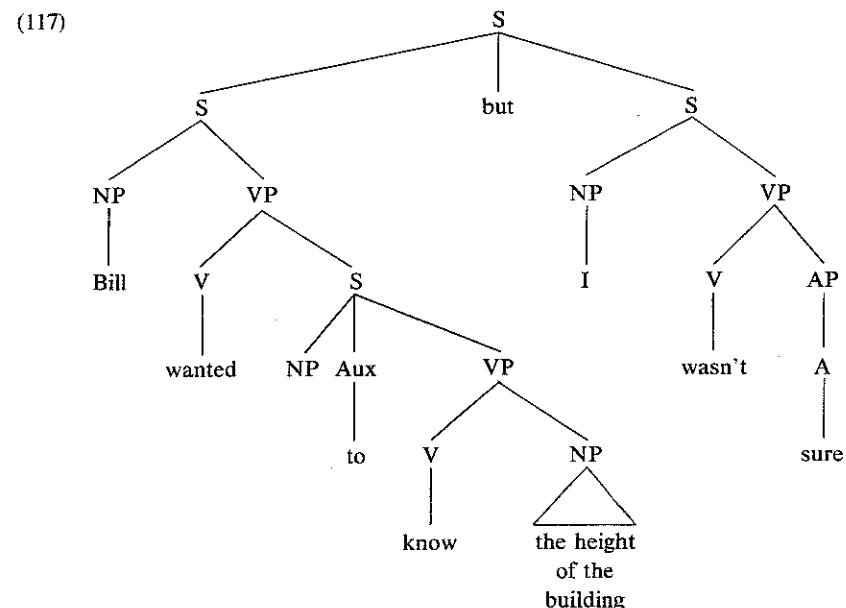 (117) S
S but S
NP VP NP VP
Bill V S I V AP
wanted NP Aux VP wasn't A
to V NP sure
know the height
of the
building